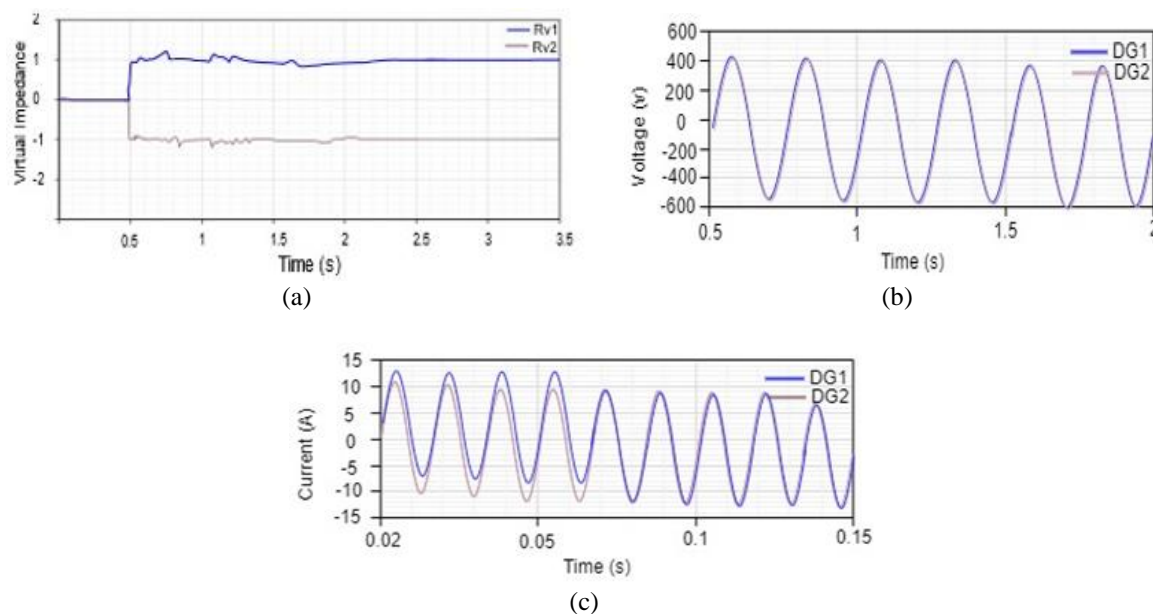 2
1
0
-1
-2
Virtual Impedance
Rv1
Rv2
0.5
1
1.5
2
2.5
3
3.5
Time (s)
(a)
600
400
200
0
-200
-400
-600
Voltage (v)
DG1
DG2
0.5
1
1.5
2
Time (s)
(b)
15
10
5
0
-5
-10
-15
Current (A)
DG1
DG2
0.02
0.05
0.1
0.15
Time (s)
(c)